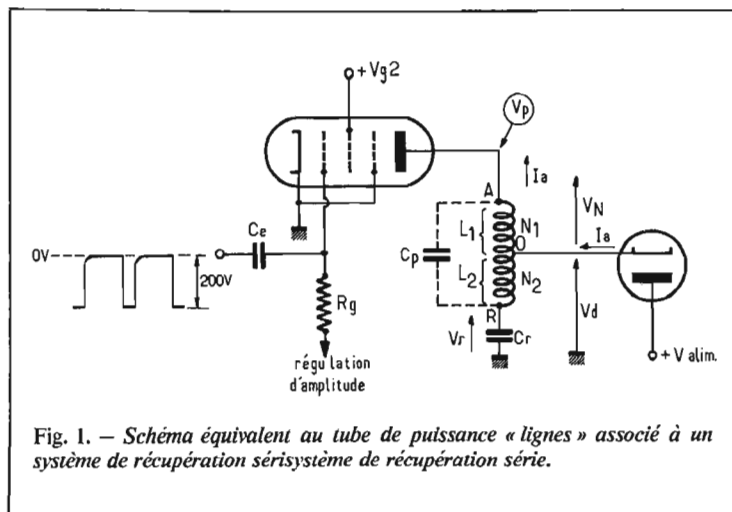 + Vg2
Vp
Ia
A
VN
L1
N1
Ia
O
Ce
Cp
0V
200V
L2
N2
Rg
R
Vd
Vr
Cr
+ V alim.
régulation
d'amplitude
Fig. 1. — Schéma équivalent au tube de puissance « lignes » associé à un
système de récupération sérisystème de récupération série.